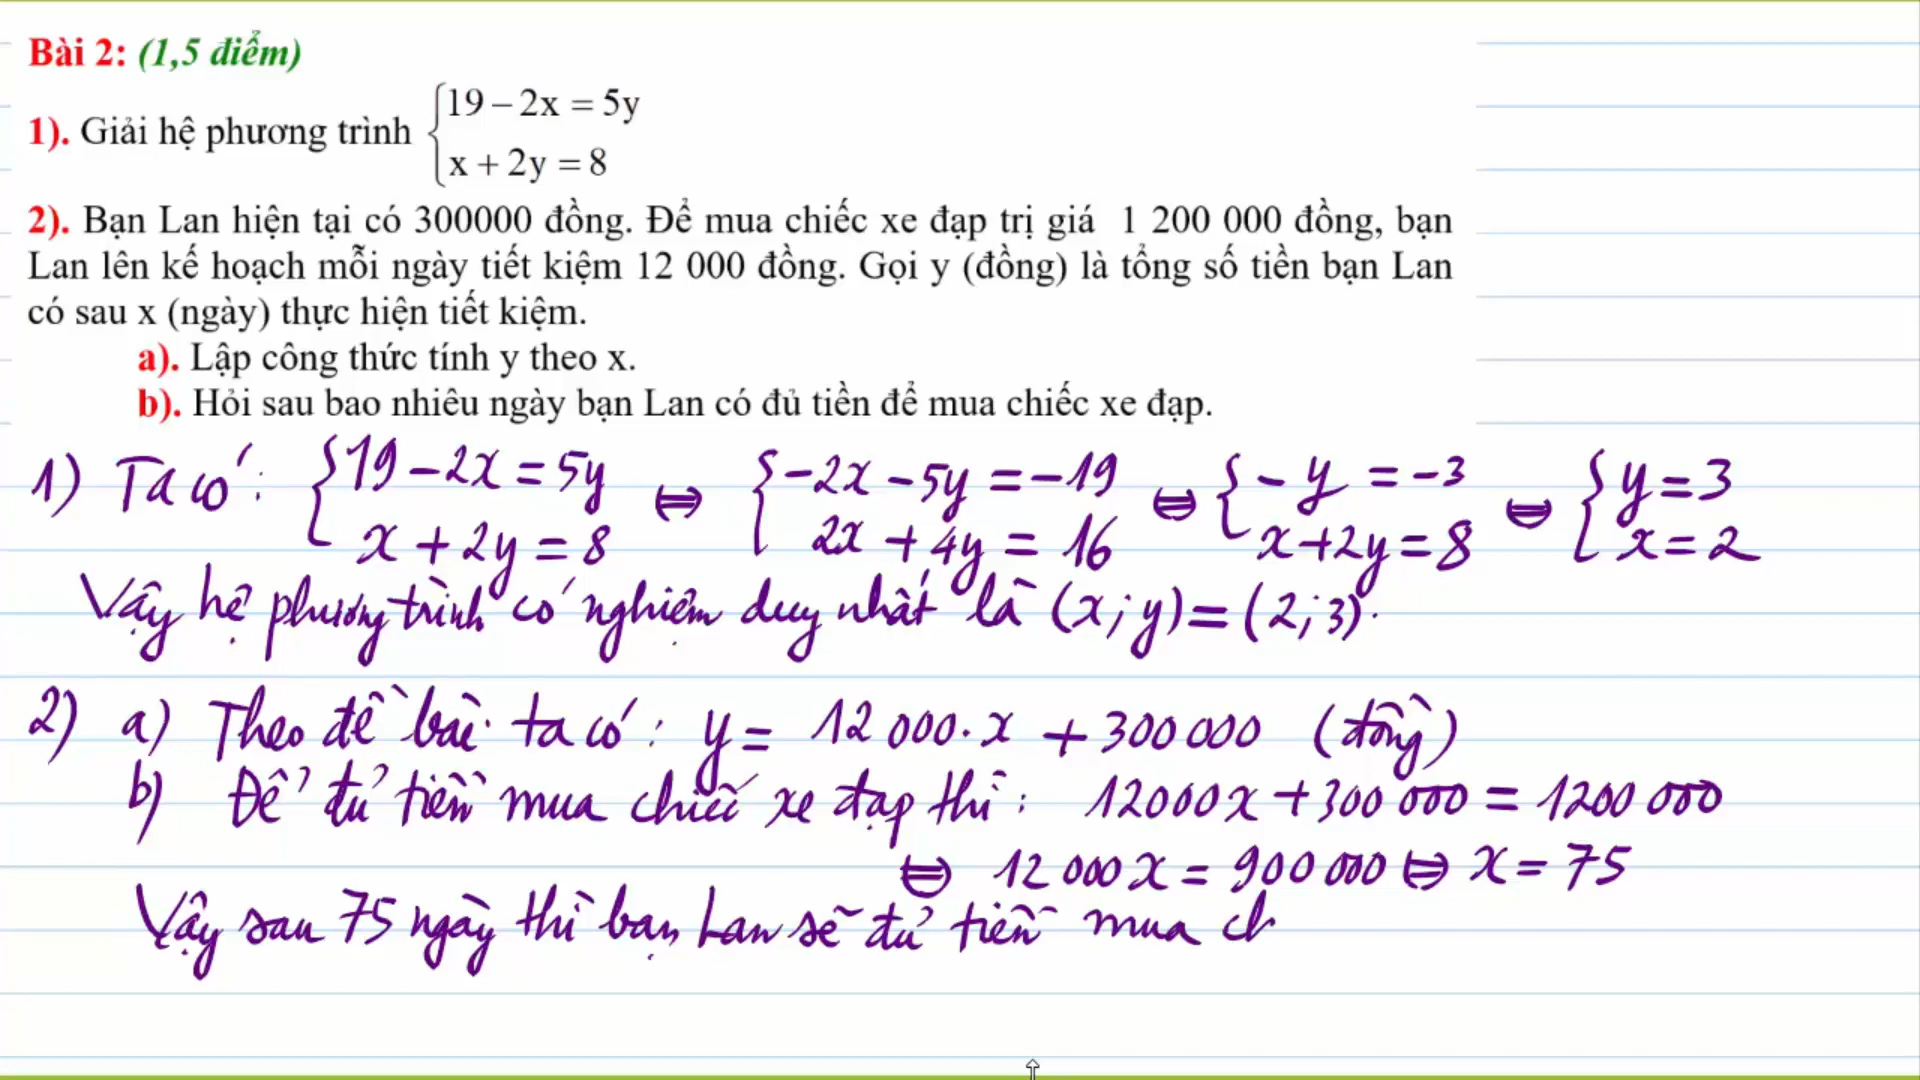 Bài 2: (1,5 điểm)
1). Giải hệ phương trình { 19 − 2x = 5y
x + 2y = 8
2). Bạn Lan hiện tại có 300000 đồng. Để mua chiếc xe đạp trị giá 1 200 000 đồng, bạn
Lan lên kế hoạch mỗi ngày tiết kiệm 12 000 đồng. Gọi y (đồng) là tổng số tiền bạn Lan
có sau x (ngày) thực hiện tiết kiệm.
a). Lập công thức tính y theo x.
b). Hỏi sau bao nhiêu ngày bạn Lan có đủ tiền để mua chiếc xe đạp.
1) Ta có: { 19 − 2x = 5y ⇔ { −2x − 5y = −19 ⇔ { −y = −3 ⇔ { y = 3
x + 2y = 8 2x + 4y = 16 x + 2y = 8 x = 2
Vậy hệ phương trình có nghiệm duy nhất là (x; y) = (2; 3).
2) a) Theo đề bài ta có: y = 12 000.x + 300 000 (đồng)
b) Để đủ tiền mua chiếc xe đạp thì: 12000x + 300 000 = 1200 000
⇔ 12 000x = 900 000 ⇔ x = 75
Vậy sau 75 ngày thì bạn Lan sẽ đủ tiền mua ch